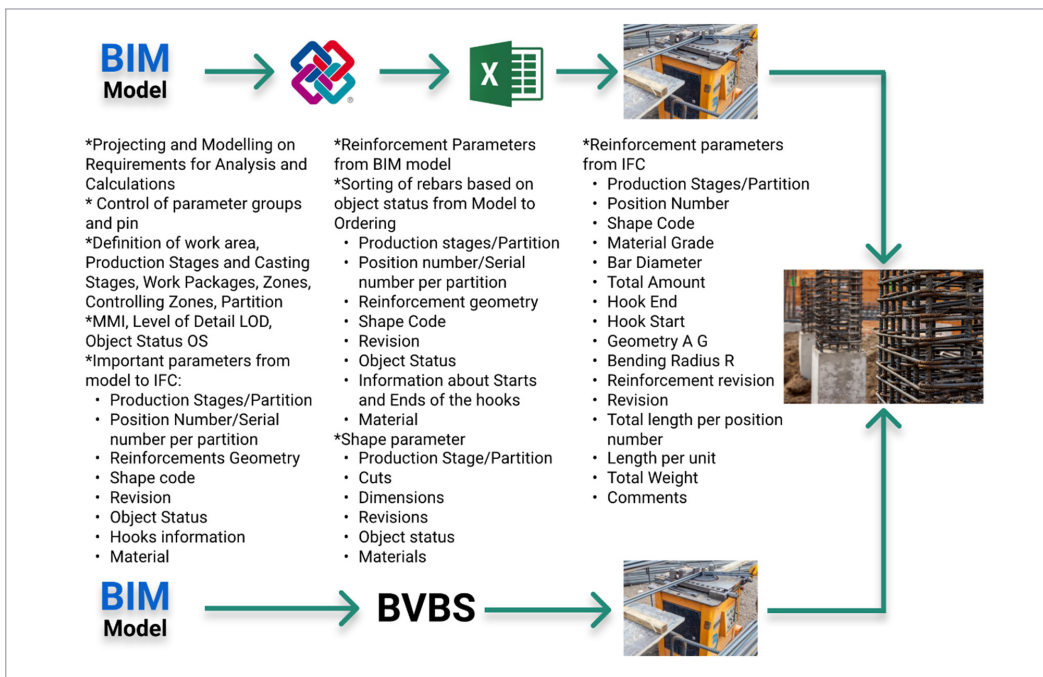 BIM
Model
X
®
*Projecting and Modelling on
Requirements for Analysis and
Calculations
* Control of parameter groups
and pin
*Definition of work area,
Production Stages and Casting
Stages, Work Packages, Zones,
Controlling Zones, Partition
*MMI, Level of Detail LOD,
Object Status OS
*Important parameters from
model to IFC:
• Production Stages/Partition
• Position Number/Serial
number per partition
• Reinforcements Geometry
• Shape code
• Revision
• Object Status
• Hooks information
• Material
*Reinforcement Parameters
from BIM model
*Sorting of rebars based on
object status from Model to
Ordering
• Production stages/Partition
• Position number/Serial
number per partition
• Reinforcement geometry
• Shape Code
• Revision
• Object Status
• Information about Starts
and Ends of the hooks
• Material
*Shape parameter
• Production Stage/Partition
• Cuts
• Dimensions
• Revisions
• Object status
• Materials
*Reinforcement parameters
from IFC
• Production Stages/Partition
• Position Number
• Shape Code
• Material Grade
• Bar Diameter
• Total Amount
• Hook End
• Hook Start
• Geometry A G
• Bending Radius R
• Reinforcement revision
• Revision
• Total length per position
number
• Length per unit
• Total Weight
• Comments
BIM
Model
BVBS